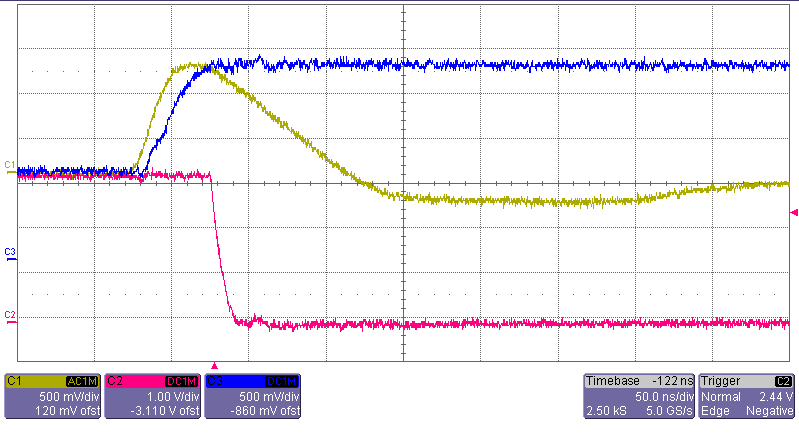 C1
C3
C2
C1 AC1M
500 mV/div
120 mV ofst
C2 DC1M
1.00 V/div
-3.110 V ofst
C3 DC1M
500 mV/div
-860 mV ofst
Timebase -122 ns
50.0 ns/div
2.50 kS 5.0 GS/s
Trigger C2
Normal 2.44 V
Edge Negative